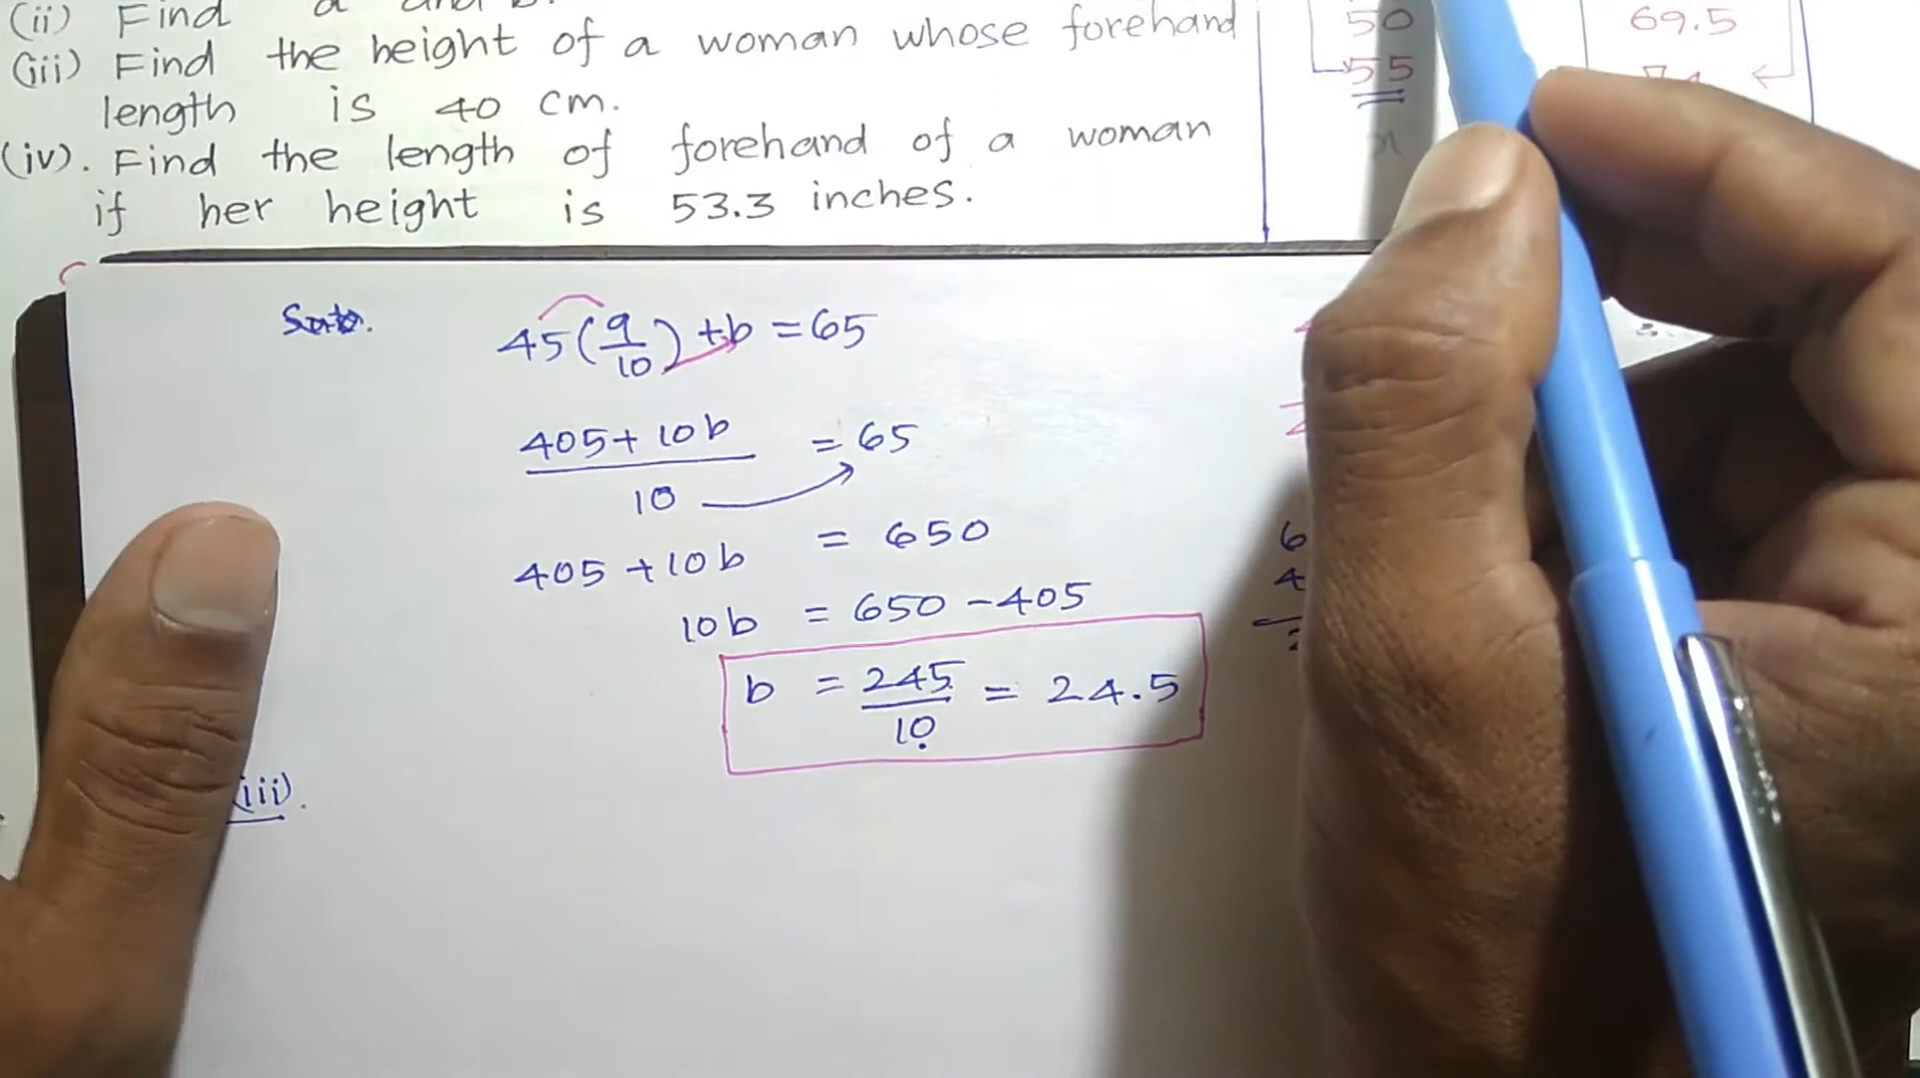 (ii) Find a and b.
(iii) Find the height of a woman whose forehand
length is 40 cm.
(iv). Find the length of forehand of a woman
if her height is 53.3 inches.
50 69.5
55
45(9/10) + b = 65
405 + 10b / 10 = 65
405 + 10b = 650
10b = 650 - 405
b = 245/10 = 24.5
(iii).